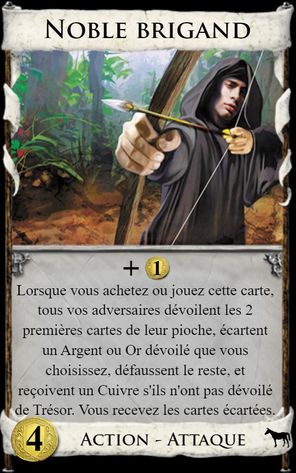 Noble brigand
+ 1
Lorsque vous achetez ou jouez cette carte,
tous vos adversaires dévoilent les 2
premières cartes de leur pioche, écartent
un Argent ou Or dévoilé que vous
choisissez, défaussent le reste, et
reçoivent un Cuivre s'ils n'ont pas dévoilé
de Trésor. Vous recevez les cartes écartées.
4 Action - Attaque